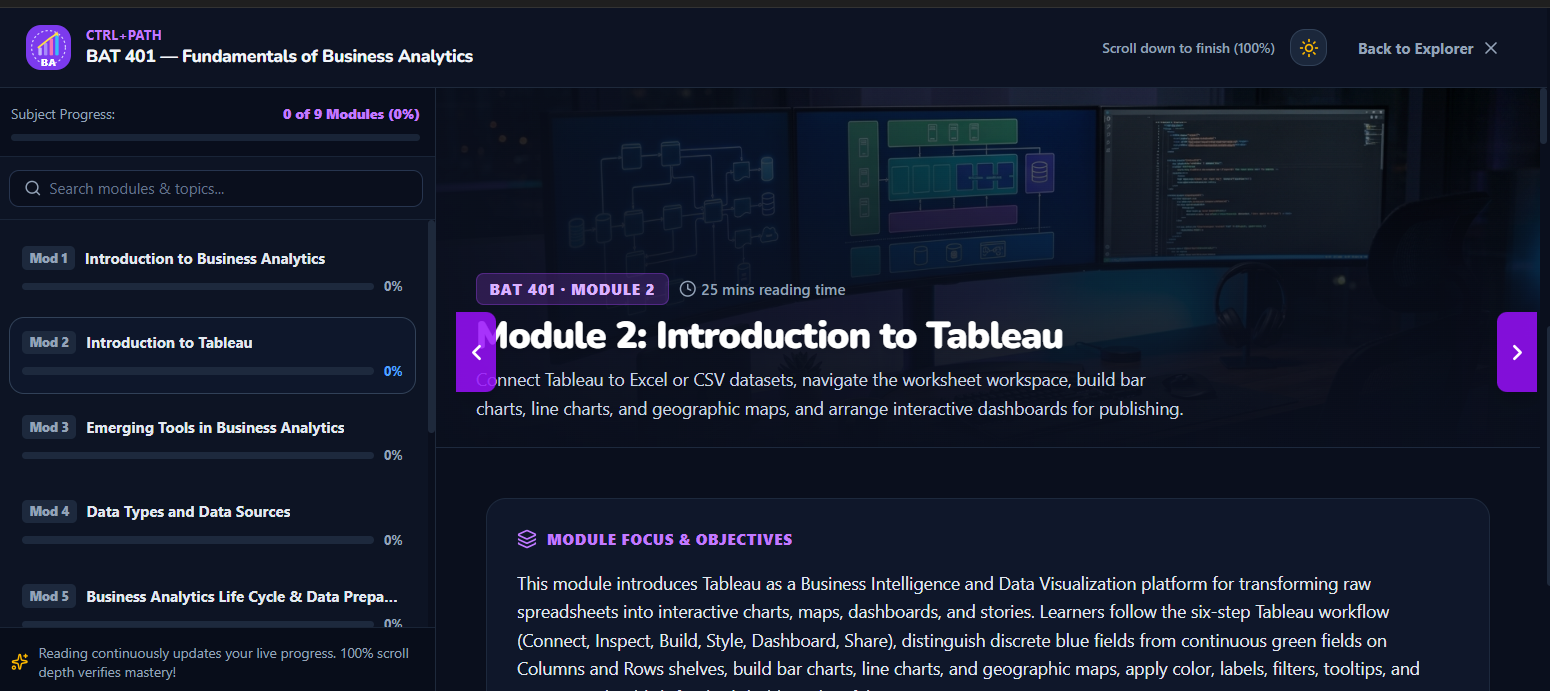 BA
CTRL+PATH
BAT 401 — Fundamentals of Business Analytics
Scroll down to finish (100%)
Back to Explorer
Subject Progress:
0 of 9 Modules (0%)
Search modules & topics...
Mod 1 Introduction to Business Analytics
0%
Mod 2 Introduction to Tableau
0%
Mod 3 Emerging Tools in Business Analytics
0%
Mod 4 Data Types and Data Sources
0%
Mod 5 Business Analytics Life Cycle & Data Prepa...
0%
Reading continuously updates your live progress. 100% scroll
depth verifies mastery!
BAT 401 · MODULE 2
25 mins reading time
Module 2: Introduction to Tableau
Connect Tableau to Excel or CSV datasets, navigate the worksheet workspace, build bar
charts, line charts, and geographic maps, and arrange interactive dashboards for publishing.
MODULE FOCUS & OBJECTIVES
This module introduces Tableau as a Business Intelligence and Data Visualization platform for transforming raw
spreadsheets into interactive charts, maps, dashboards, and stories. Learners follow the six-step Tableau workflow
(Connect, Inspect, Build, Style, Dashboard, Share), distinguish discrete blue fields from continuous green fields on
Columns and Rows shelves, build bar charts, line charts, and geographic maps, apply color, labels, filters, tooltips, and